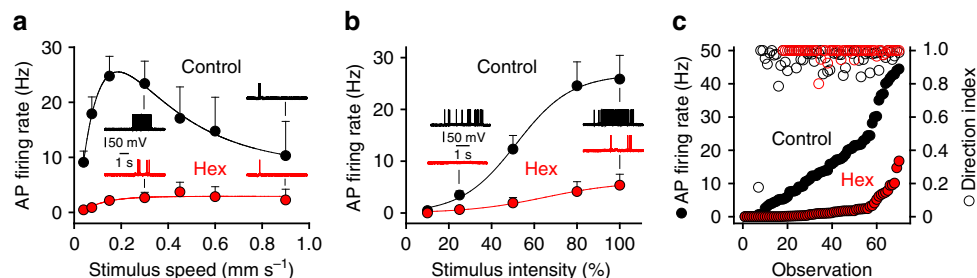 a
AP firing rate (Hz)
30
20
10
0
Control
50 mV
1 s
Hex
0.0 0.2 0.4 0.6 0.8 1.0
Stimulus speed (mm s⁻¹)
b
AP firing rate (Hz)
30
20
10
0
Control
50 mV
1 s
Hex
20 40 60 80 100
Stimulus intensity (%)
c
AP firing rate (Hz)
50
40
30
20
10
0
Control
Hex
1.0
0.8
0.6
0.4
0.2
0
Direction index
0 20 40 60
Observation